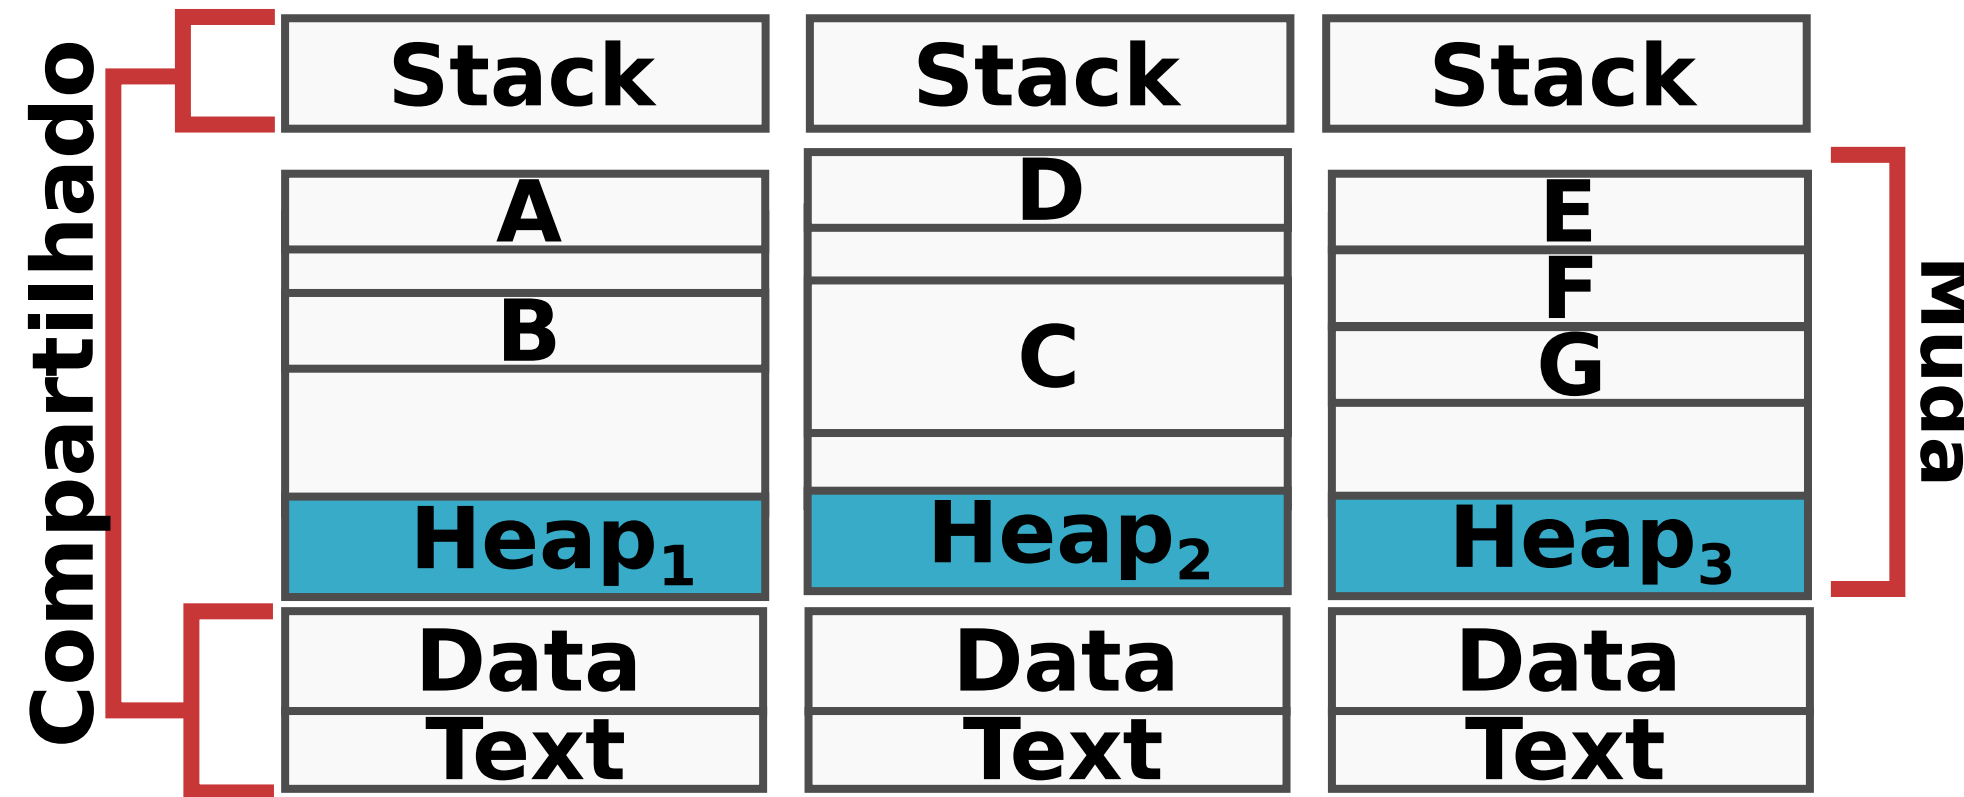 Compartilhado
Stack
A
B
Heap1
Data
Text
Stack
D
C
Heap2
Data
Text
Stack
E
F
G
Heap3
Data
Text
Muda